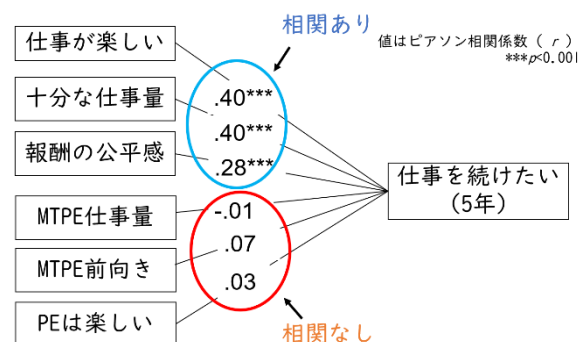 相関あり
値はピアソン相関係数（ r ）
***p<0.001
仕事が楽しい
十分な仕事量
報酬の公平感
MTPE仕事量
MTPE前向き
PEは楽しい
.40***
.40***
.28***
-.01
.07
.03
仕事を続けたい
(5年)
相関なし